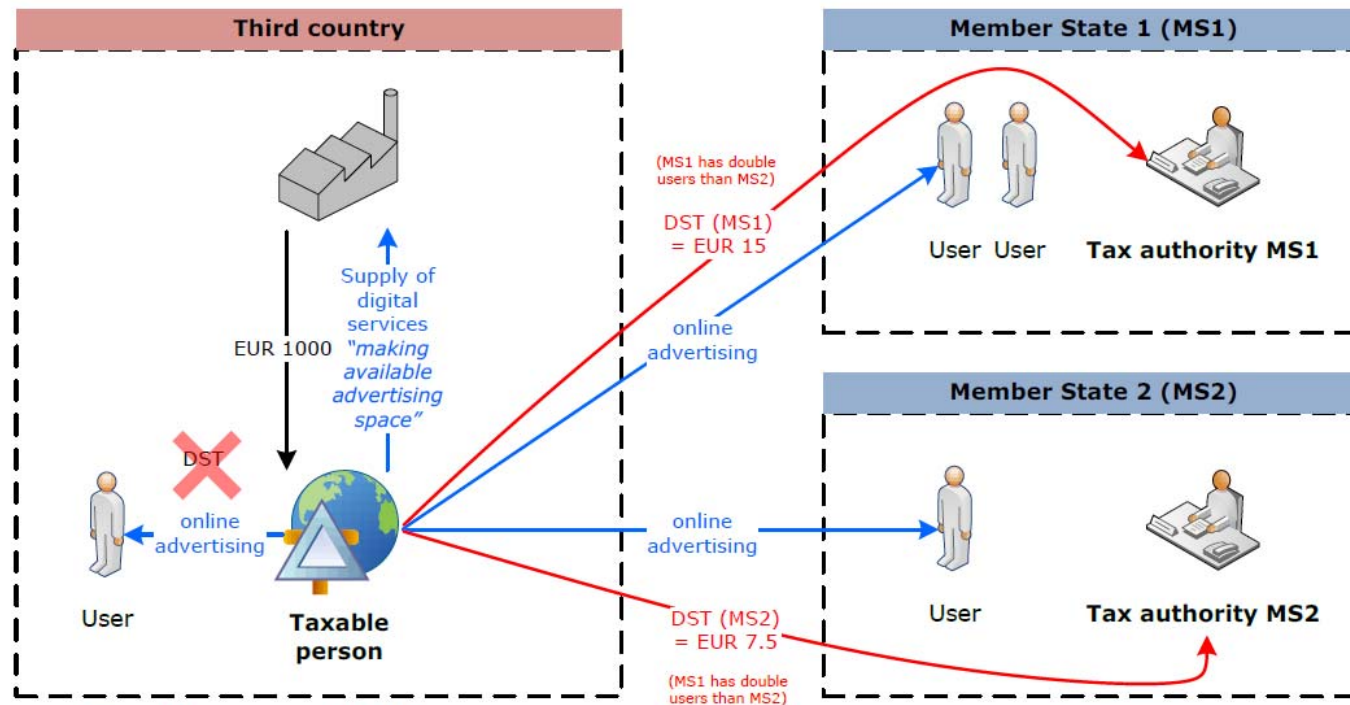 Third country
Member State 1 (MS1)
(MS1 has double
users than MS2)
DST (MS1)
= EUR 15
User
User
Tax authority MS1
Supply of
digital
services
“making
available
advertising
space”
EUR 1000
online
advertising
Member State 2 (MS2)
DST
online
advertising
User
Taxable
person
online
advertising
User
Tax authority MS2
DST (MS2)
= EUR 7.5
(MS1 has double
users than MS2)